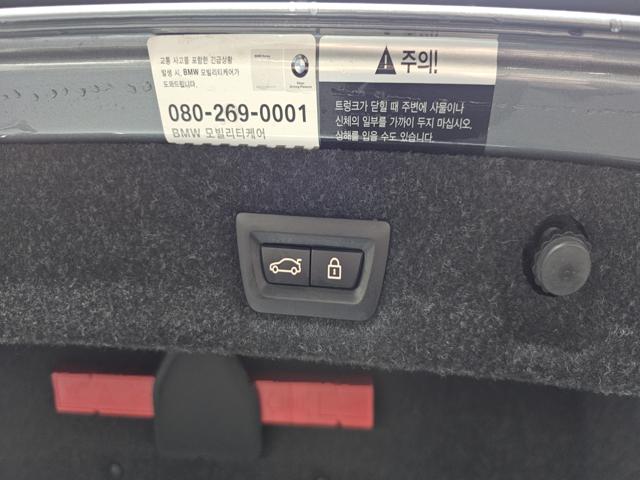 교통 사고를 포함한 긴급상황
발생 시, BMW 모빌리티케어가
도와드립니다.
080-269-0001
BMW 모빌리티케어
주의!
트렁크가 닫힐 때 주변에 사물이나
신체의 일부를 가까이 두지 마십시오.
상해를 입을 수도 있습니다.